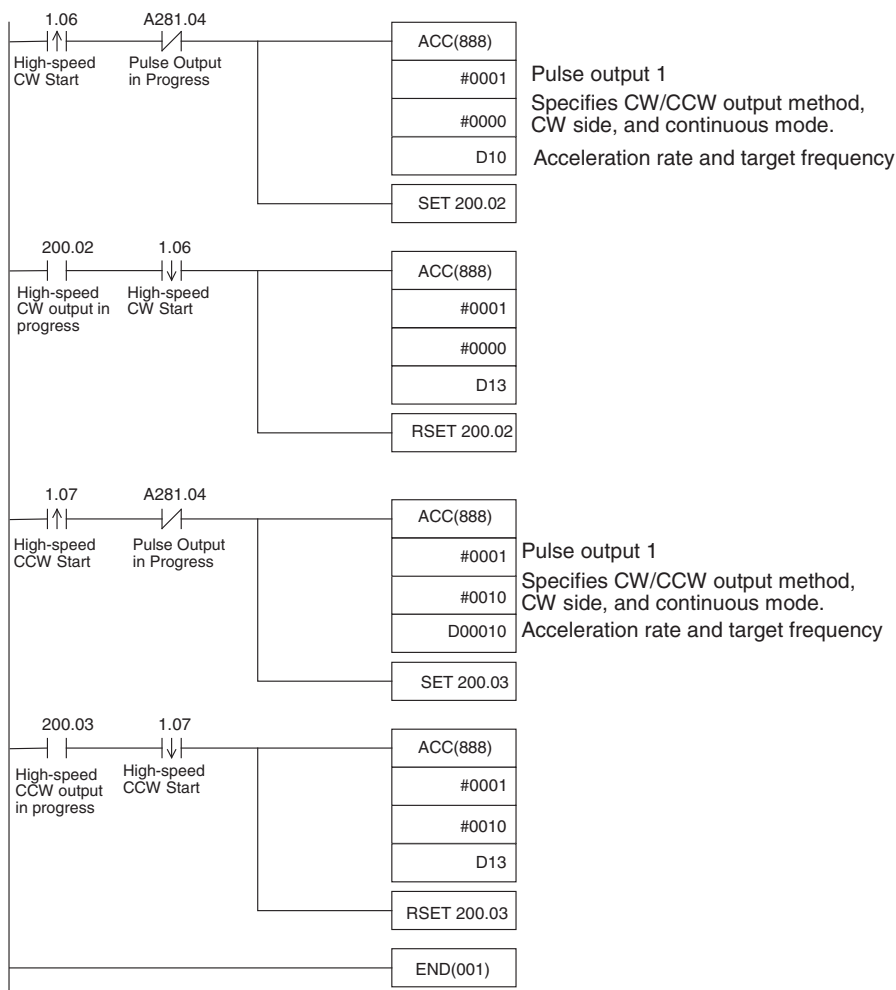 1.06 A281.04
High-speed CW Start
Pulse Output in Progress
ACC(888)
#0001 Pulse output 1
#0000 Specifies CW/CCW output method, CW side, and continuous mode.
D10 Acceleration rate and target frequency
SET 200.02
200.02 1.06
High-speed CW output in progress
High-speed CW Start
ACC(888)
#0001
#0000
D13
RSET 200.02
1.07 A281.04
High-speed CCW Start
Pulse Output in Progress
ACC(888)
#0001 Pulse output 1
#0010 Specifies CW/CCW output method, CW side, and continuous mode.
D00010 Acceleration rate and target frequency
SET 200.03
200.03 1.07
High-speed CCW output in progress
High-speed CCW Start
ACC(888)
#0001
#0010
D13
RSET 200.03
END(001)